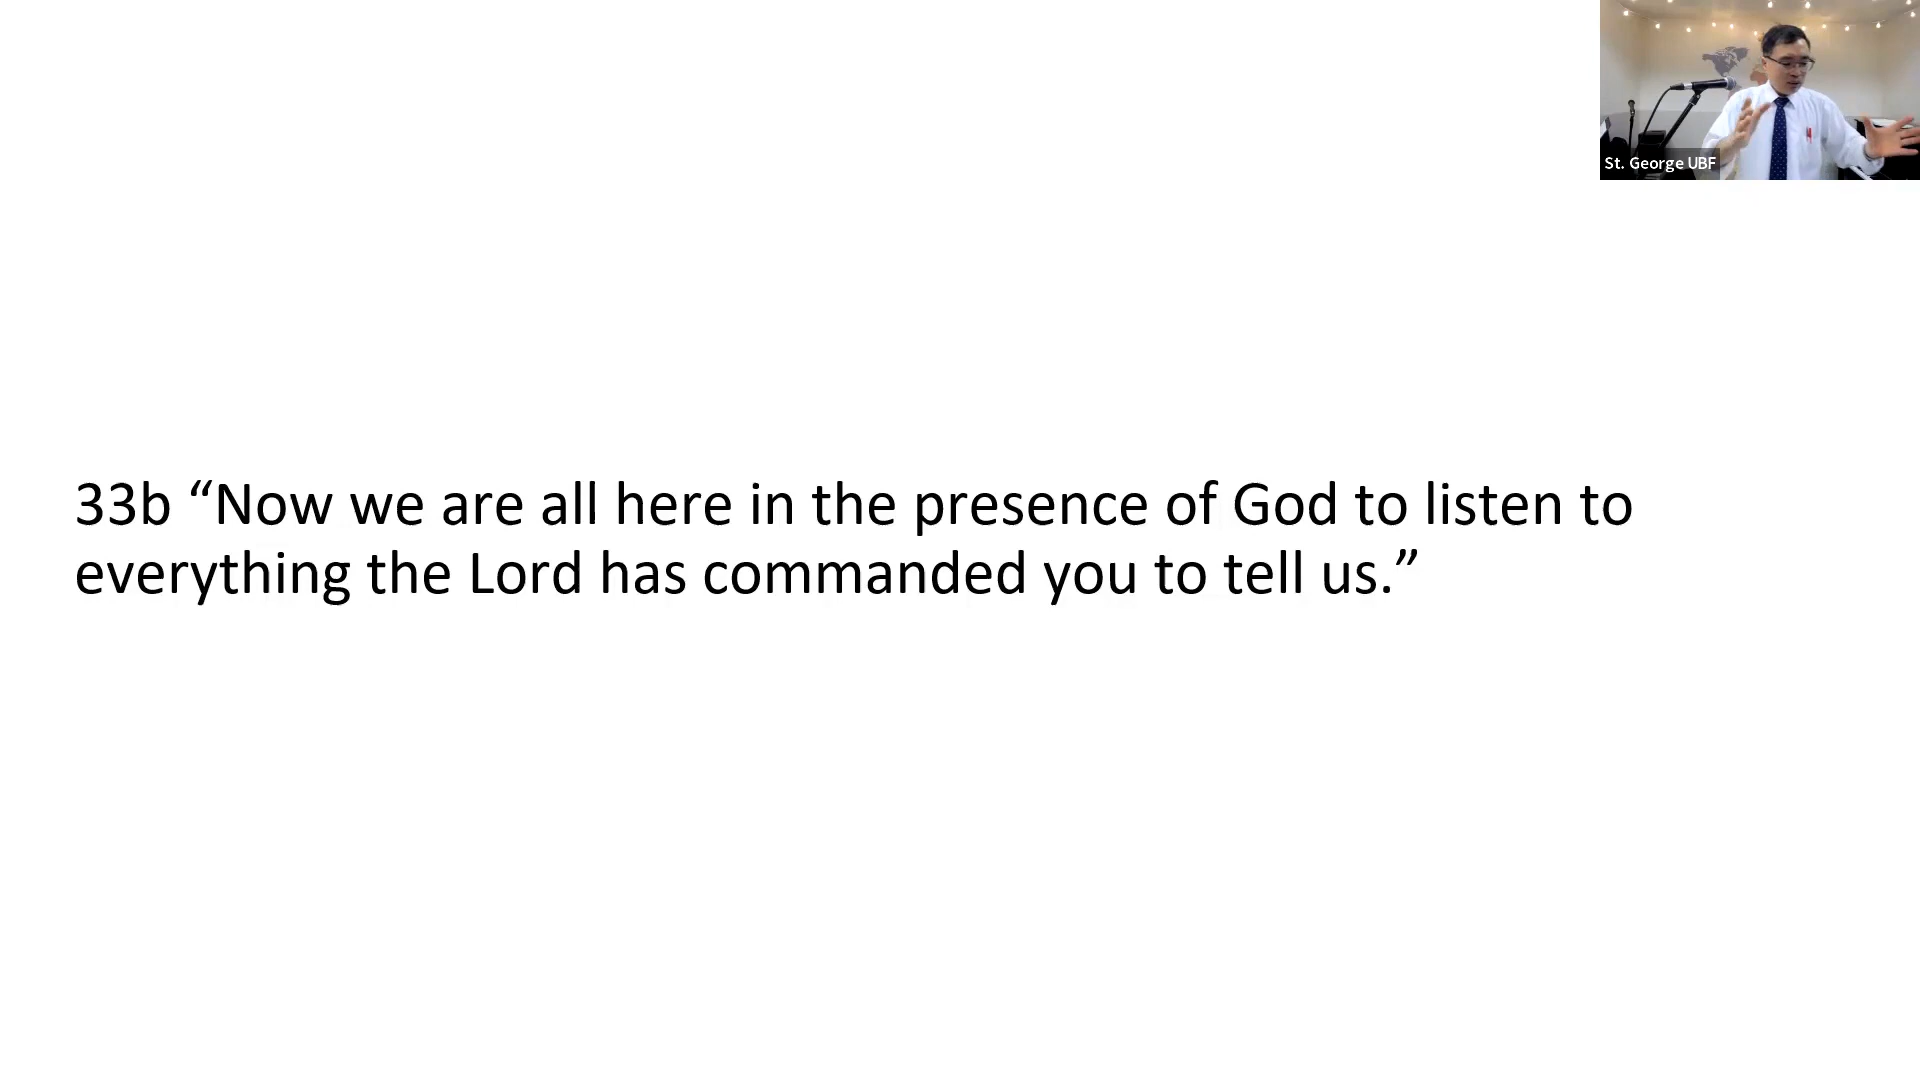 St. George UBF
33b “Now we are all here in the presence of God to listen to
everything the Lord has commanded you to tell us.”